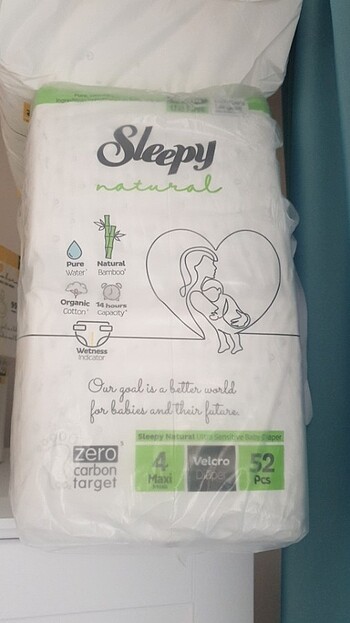 Sleepy
natural
Pure
Water
Natural
Bamboo
Organic
Cotton
14 hours
Capacity
Wetness
Indicator
Our goal is a better world
for babies and their future.
zero
carbon
target
Sleepy Natural Ultra Sensitive Baby Diaper
4
Maxi
Velcro
Diaper
52
Pcs